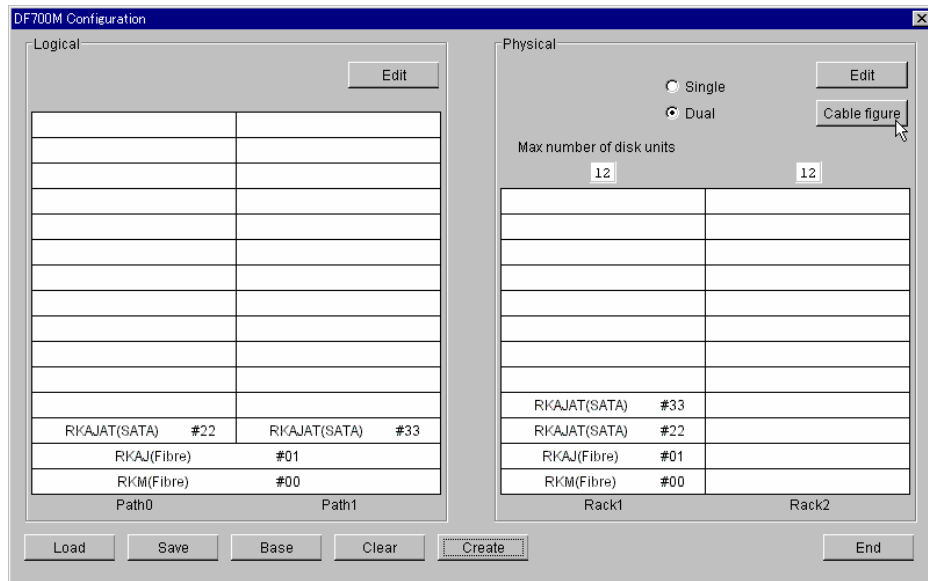 DF700M Configuration
Logical
Edit
RKAJAT(SATA) #22 RKAJAT(SATA) #33
RKAJ(Fibre) #01
RKM(Fibre) #00
Path0 Path1
Physical
Single
Edit
Dual
Cable figure
Max number of disk units
12 12
RKAJAT(SATA) #33
RKAJAT(SATA) #22
RKAJ(Fibre) #01
RKM(Fibre) #00
Rack1 Rack2
Load Save Base Clear Create End